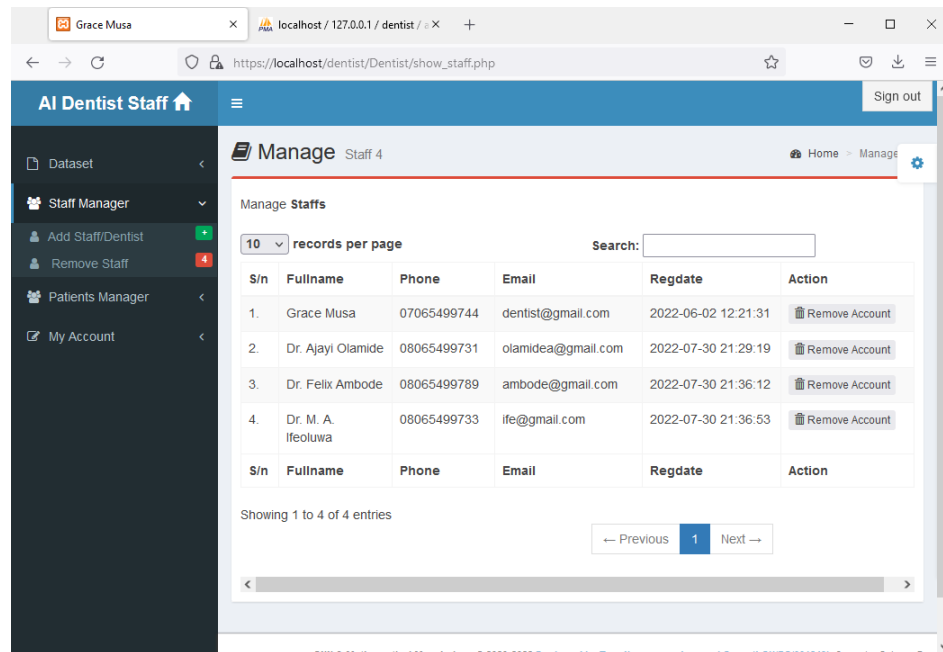 Grace Musa
localhost / 127.0.0.1 / dentist / a
https://localhost/dentist/Dentist/show_staff.php
AI Dentist Staff
Sign out
Dataset
Staff Manager
Add Staff/Dentist +
Remove Staff 4
Patients Manager
My Account
Manage Staff 4
Home > Manage
Manage Staffs
10 records per page
Search:
S/n Fullname Phone Email Regdate Action
1. Grace Musa 07065499744 dentist@gmail.com 2022-06-02 12:21:31 Remove Account
2. Dr. Ajayi Olamide 08065499731 olamidea@gmail.com 2022-07-30 21:29:19 Remove Account
3. Dr. Felix Ambode 08065499789 ambode@gmail.com 2022-07-30 21:36:12 Remove Account
4. Dr. M. A. Ifeoluwa 08065499733 ife@gmail.com 2022-07-30 21:36:53 Remove Account
S/n Fullname Phone Email Regdate Action
Showing 1 to 4 of 4 entries
← Previous 1 Next →